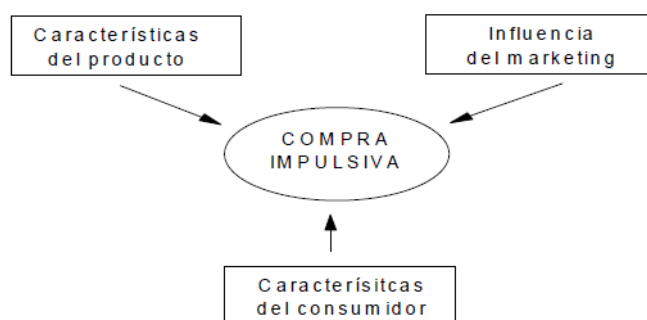 Características
del producto
Influencia
del marketing
COMPRA
IMPULSIVA
Caracterísitcas
del consumidor